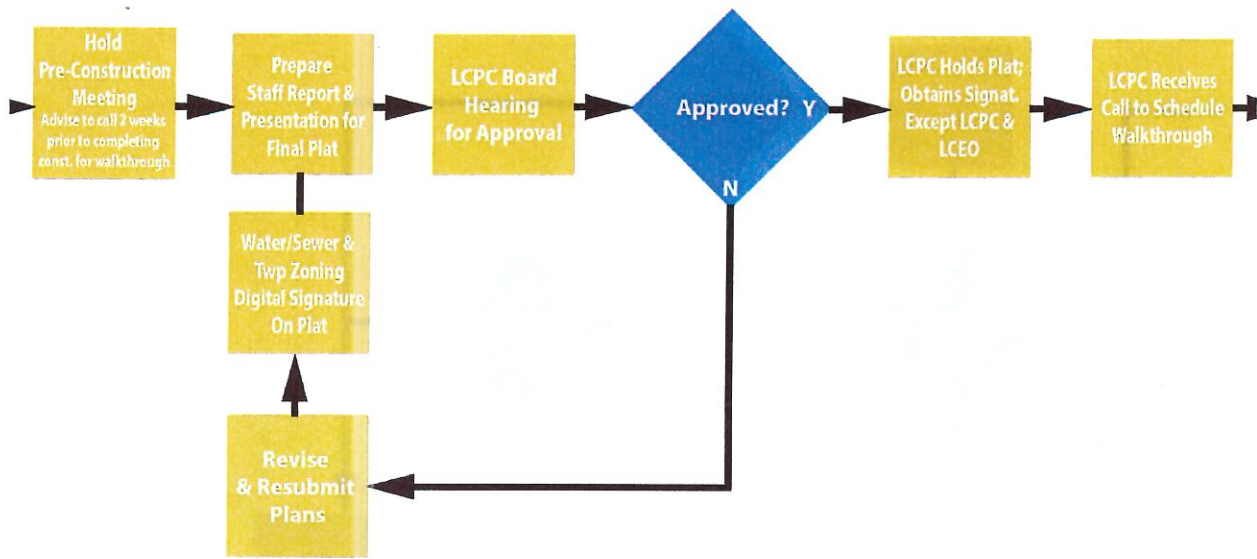 Hold
Pre-Construction
Meeting
Advise to call 2 weeks
prior to completing
const. for walkthrough
Prepare
Staff Report &
Presentation for
Final Plat
LCPC Board
Hearing
for Approval
Approved? Y
N
LCPC Holds Plat;
Obtains Signat.
Except LCPC &
LCEO
LCPC Receives
Call to Schedule
Walkthrough
Water/Sewer &
Twp Zoning
Digital Signature
On Plat
Revise
& Resubmit
Plans